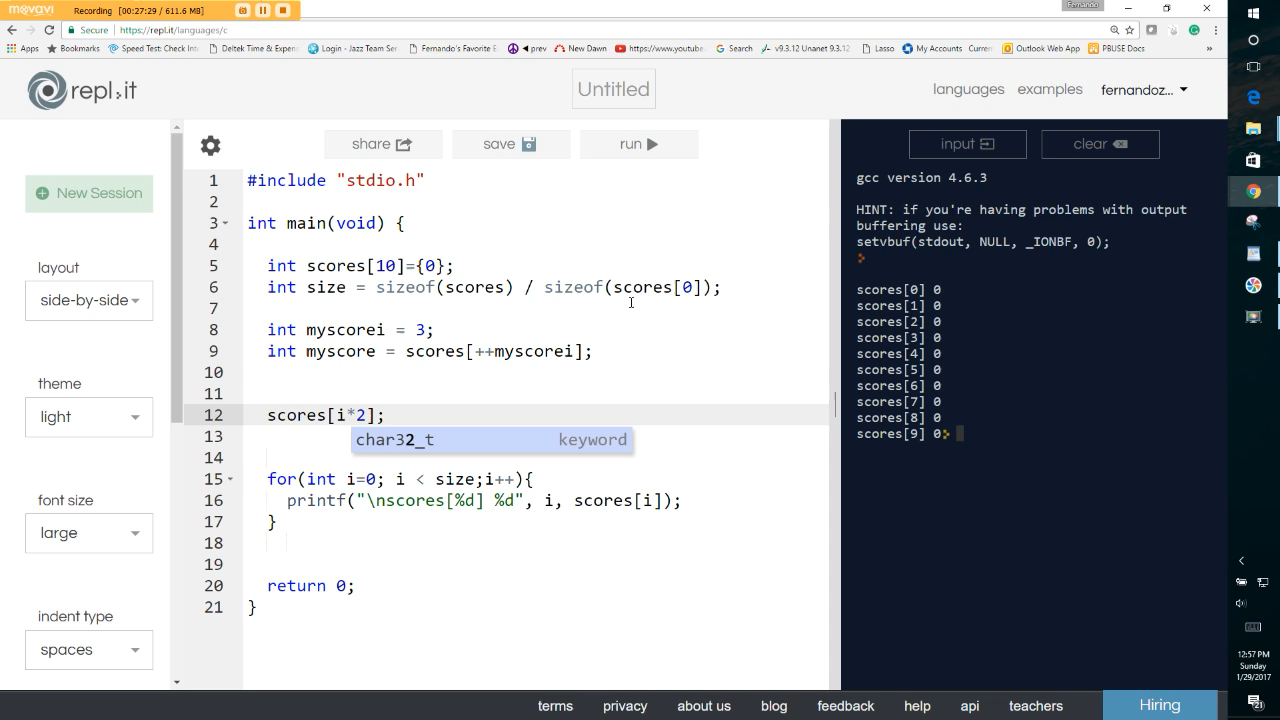 movavi Recording (00:27:29 / 611.6 MB)
Fernando
Secure https://repl.it/languages/c
Apps Bookmarks Speed Test: Check Inte Deltek Time & Expens Login - Jazz Team Ser Fernando's Favorite E ◄ prev New Dawn https://www.youtube. Search v9.3.12 Unanet 9.3.12 Lasso My Accounts Current Outlook Web App PBUSE Docs »
repl.it
Untitled
languages examples fernandoz...
share save run
input clear
New Session
layout
side-by-side
theme
light
font size
large
indent type
spaces
1 #include "stdio.h"
2
3 int main(void) {
4
5 int scores[10]={0};
6 int size = sizeof(scores) / sizeof(scores[0]);
7
8 int myscorei = 3;
9 int myscore = scores[++myscorei];
10
11
12 scores[i*2];
13 char32_t keyword
14
15 for(int i=0; i < size;i++){
16 printf("\nscores[%d] %d", i, scores[i]);
17 }
18
19
20 return 0;
21 }
gcc version 4.6.3
HINT: if you're having problems with output
buffering use:
setvbuf(stdout, NULL, _IONBF, 0);
scores[0] 0
scores[1] 0
scores[2] 0
scores[3] 0
scores[4] 0
scores[5] 0
scores[6] 0
scores[7] 0
scores[8] 0
scores[9] 0
terms privacy about us blog feedback help api teachers Hiring
12:57 PM
Sunday
1/29/2017
21